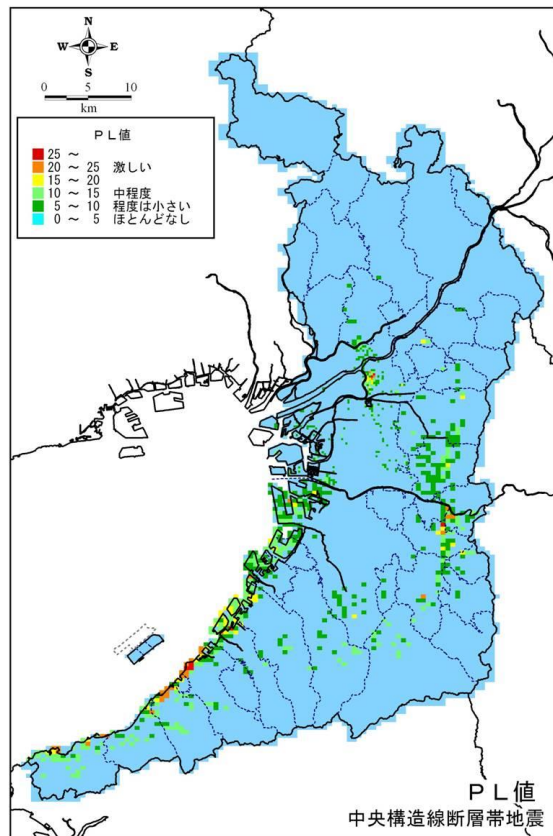 N
W E
S
0 5 10
km
ＰＬ値
25 ～
20 ～ 25 激しい
15 ～ 20
10 ～ 15 中程度
5 ～ 10 程度は小さい
0 ～ 5 ほとんどなし
ＰＬ値
中央構造線断層帯地震